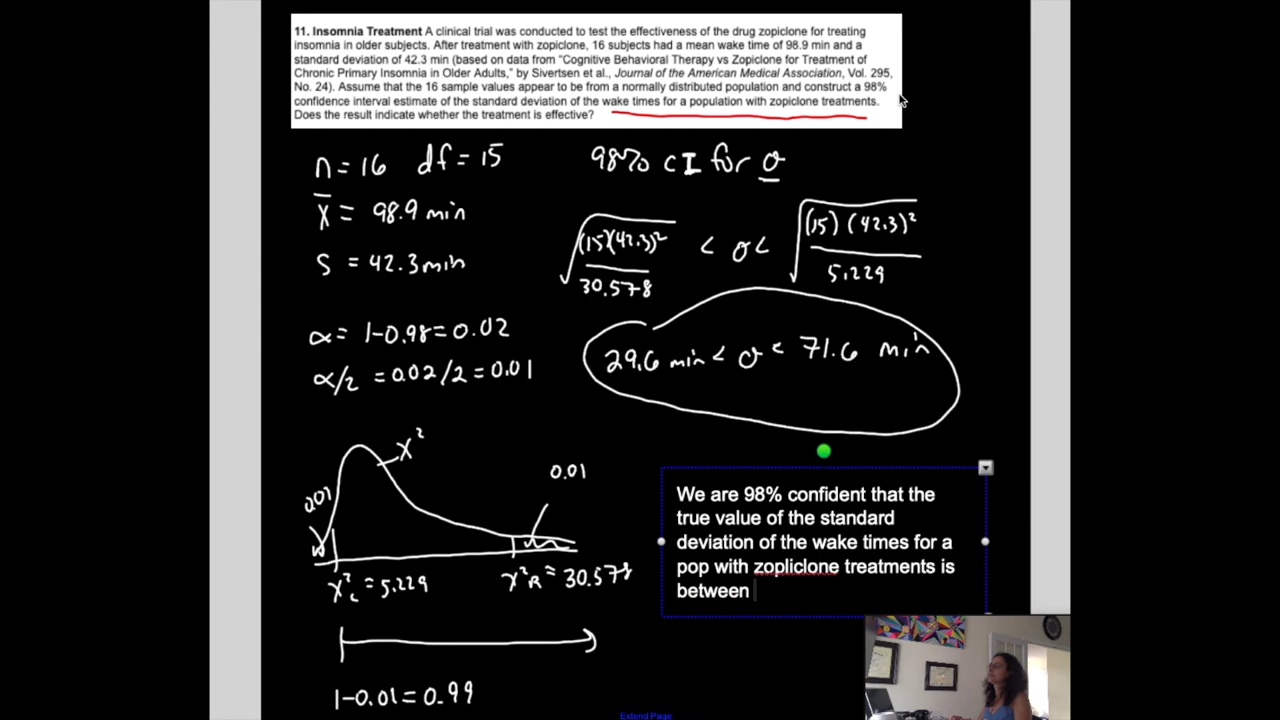 11. Insomnia Treatment A clinical trial was conducted to test the effectiveness of the drug zopiclone for treating
insomnia in older subjects. After treatment with zopiclone, 16 subjects had a mean wake time of 98.9 min and a
standard deviation of 42.3 min (based on data from “Cognitive Behavioral Therapy vs Zopiclone for Treatment of
Chronic Primary Insomnia in Older Adults,” by Sivertsen et al., Journal of the American Medical Association, Vol. 295,
No. 24). Assume that the 16 sample values appear to be from a normally distributed population and construct a 98%
confidence interval estimate of the standard deviation of the wake times for a population with zopiclone treatments.
Does the result indicate whether the treatment is effective?
n = 16 df = 15
x̄ = 98.9 min
s = 42.3 min
α = 1-0.98 = 0.02
α/2 = 0.02/2 = 0.01
98% CI for σ
√((15)(42.3)²/30.578) < σ < √((15)(42.3)²/5.229)
29.6 min < σ < 71.6 min
X²
0.01
0.01
X²L = 5.229
X²R = 30.578
1-0.01 = 0.99
We are 98% confident that the
true value of the standard
deviation of the wake times for a
pop with zopliclone treatments is
between
Extend Page